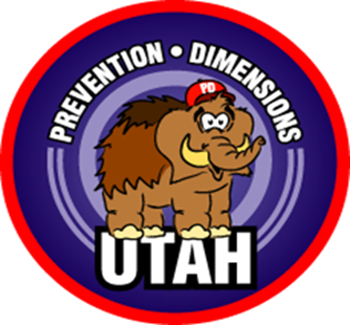 PREVENTION • DIMENSIONS
PD
UTAH